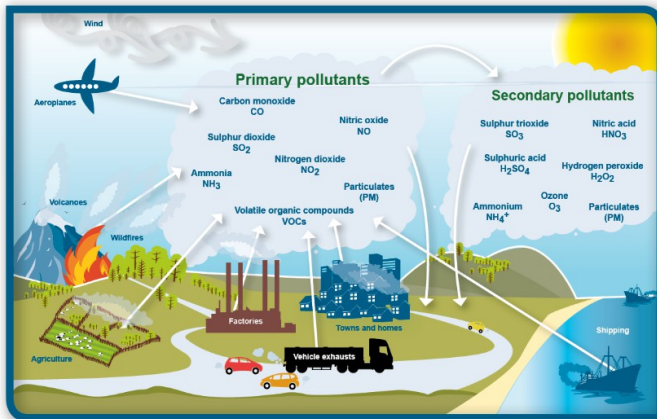 Wind
Aeroplanes
Primary pollutants
Carbon monoxide
CO
Nitric oxide
NO
Sulphur dioxide
SO₂
Nitrogen dioxide
NO₂
Ammonia
NH₃
Particulates
(PM)
Volatile organic compounds
VOCs
Secondary pollutants
Sulphur trioxide
SO₃
Nitric acid
HNO₃
Sulphuric acid
H₂SO₄
Hydrogen peroxide
H₂O₂
Ozone
O₃
Ammonium
NH₄⁺
Particulates
(PM)
Volcanoes
Wildfires
Agriculture
Factories
Vehicle exhausts
Towns and homes
Shipping